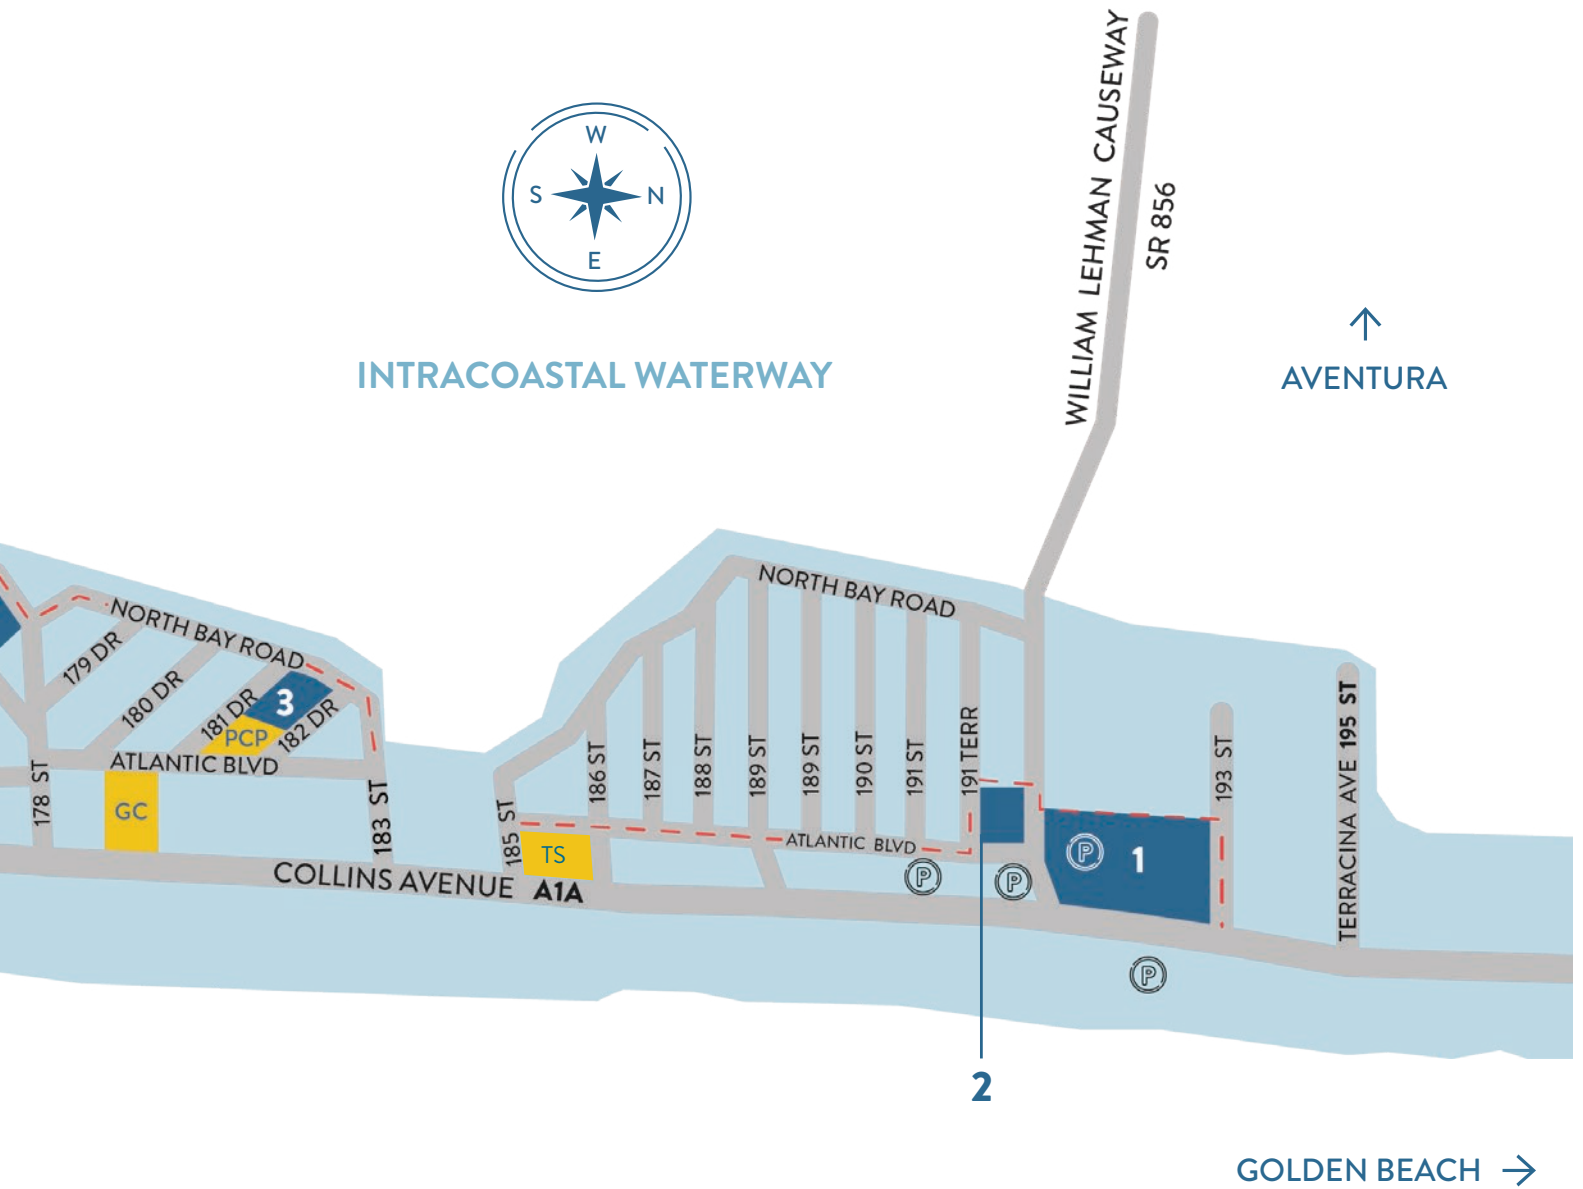 WILLIAM LEHMAN CAUSEWAY
SR 856
W
S
N
E
INTRACOASTAL WATERWAY
AVENTURA
NORTH BAY ROAD
NORTH BAY ROAD
179 DR
180 DR
181 DR
3
182 DR
PCP
ATLANTIC BLVD
178 ST
GC
183 ST
185 ST
186 ST
187 ST
188 ST
189 ST
189 ST
190 ST
191 ST
191 TERR
193 ST
TERRACINA AVE 195 ST
TS
ATLANTIC BLVD
P
P
P
1
COLLINS AVENUE A1A
P
2
GOLDEN BEACH